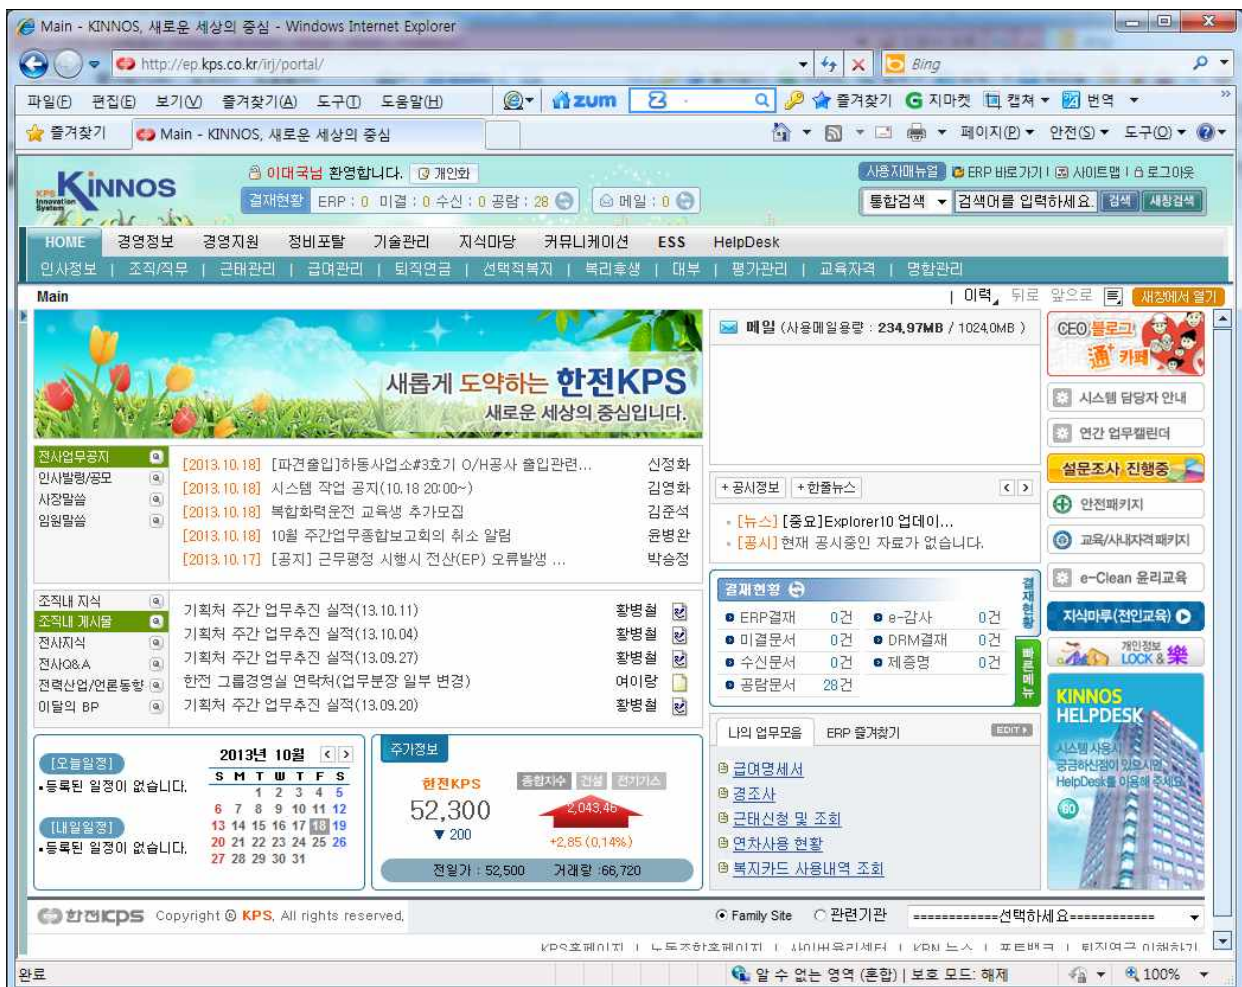 Main - KINNOS, 새로운 세상의 중심 - Windows Internet Explorer
http://ep.kps.co.kr/irj/portal/
Bing
파일(F) 편집(E) 보기(V) 즐겨찾기(A) 도구(T) 도움말(H) zum 즐겨찾기 G 지마켓 캡쳐 번역
즐겨찾기 Main - KINNOS, 새로운 세상의 중심 페이지(P) 안전(S) 도구(O)
KPS Innovation System KINNOS
이대국님 환영합니다. 개인화
사용자매뉴얼 ERP 바로가기 | 사이트맵 | 로그아웃
결재현황 ERP : 0 미결 : 0 수신 : 0 공람 : 28 메일 : 0
통합검색 검색어를 입력하세요. 검색 새창검색
HOME 경영정보 경영지원 정비포탈 기술관리 지식마당 커뮤니케이션 ESS HelpDesk
인사정보 | 조직/직무 | 근태관리 | 급여관리 | 퇴직연금 | 선택적복지 | 복리후생 | 대부 | 평가관리 | 교육자격 | 명함관리
Main | 이력 뒤로 앞으로 새창에서 열기
새롭게 도약하는 한전KPS
새로운 세상의 중심입니다.
전사업무공지
인사발령/공모
사장말씀
임원말씀
[2013.10.18] [파견출입]하동사업소#3호기 O/H공사 출입관련... 신정화
[2013.10.18] 시스템 작업 공지(10.18 20:00~) 김영화
[2013.10.18] 복합화력운전 교육생 추가모집 김준석
[2013.10.18] 10월 주간업무종합보고회의 취소 알림 윤병완
[2013.10.17] [공지] 근무평정 시행시 전산(EP) 오류발생 ... 박승정
조직내 지식
조직내 게시물
전사지식
전사Q&A
전력산업/언론동향
이달의 BP
기획처 주간 업무추진 실적(13.10.11) 황병철
기획처 주간 업무추진 실적(13.10.04) 황병철
기획처 주간 업무추진 실적(13.09.27) 황병철
한전 그룹경영실 연락처(업무분장 일부 변경) 여미랑
기획처 주간 업무추진 실적(13.09.20) 황병철
[오늘일정]
등록된 일정이 없습니다.
[내일일정]
등록된 일정이 없습니다.
2013년 10월
S M T W T F S
1 2 3 4 5
6 7 8 9 10 11 12
13 14 15 16 17 18 19
20 21 22 23 24 25 26
27 28 29 30 31
주가정보
한전KPS
52,300
▼ 200
종합지수 건설 전기가스
2,043.46
+2.85 (0.14%)
전일가 : 52,500 거래량 : 66,720
메일 (사용메일용량 : 234.97MB / 1024.0MB )
+ 공시정보 + 한줄뉴스
[뉴스] [중요]Explorer10 업데이...
[공시] 현재 공시중인 자료가 없습니다.
결재현황
ERP결재 0건 e-감사 0건
미결문서 0건 DRM결재 0건
수신문서 0건 제증명 0건
공람문서 28건
결재현황
빠른메뉴
나의 업무모음 ERP 즐겨찾기 EDIT
급여명세서
경조사
근태신청 및 조회
연차사용 현황
복지카드 사용내역 조회
CEO 블로그
通+ 카페
시스템 담당자 안내
연간 업무캘린더
설문조사 진행중
안전패키지
교육/사내자격패키지
e-Clean 윤리교육
지식마루(전인교육)
개인정보
LOCK & 樂
KINNOS
HELPDESK
시스템 사용시
궁금하신점이 있으시면
HelpDesk를 이용해 주세요
GO
한전KPS Copyright © KPS, All rights reserved.
Family Site 관련기관 ============선택하세요============
KPS홈페이지 | 노동조합홈페이지 | 사이버윤리센터 | KBN 뉴스 | 포트뱅크 | 퇴직연금 이해하기
완료 알 수 없는 영역 (혼합) | 보호 모드: 해제 100%